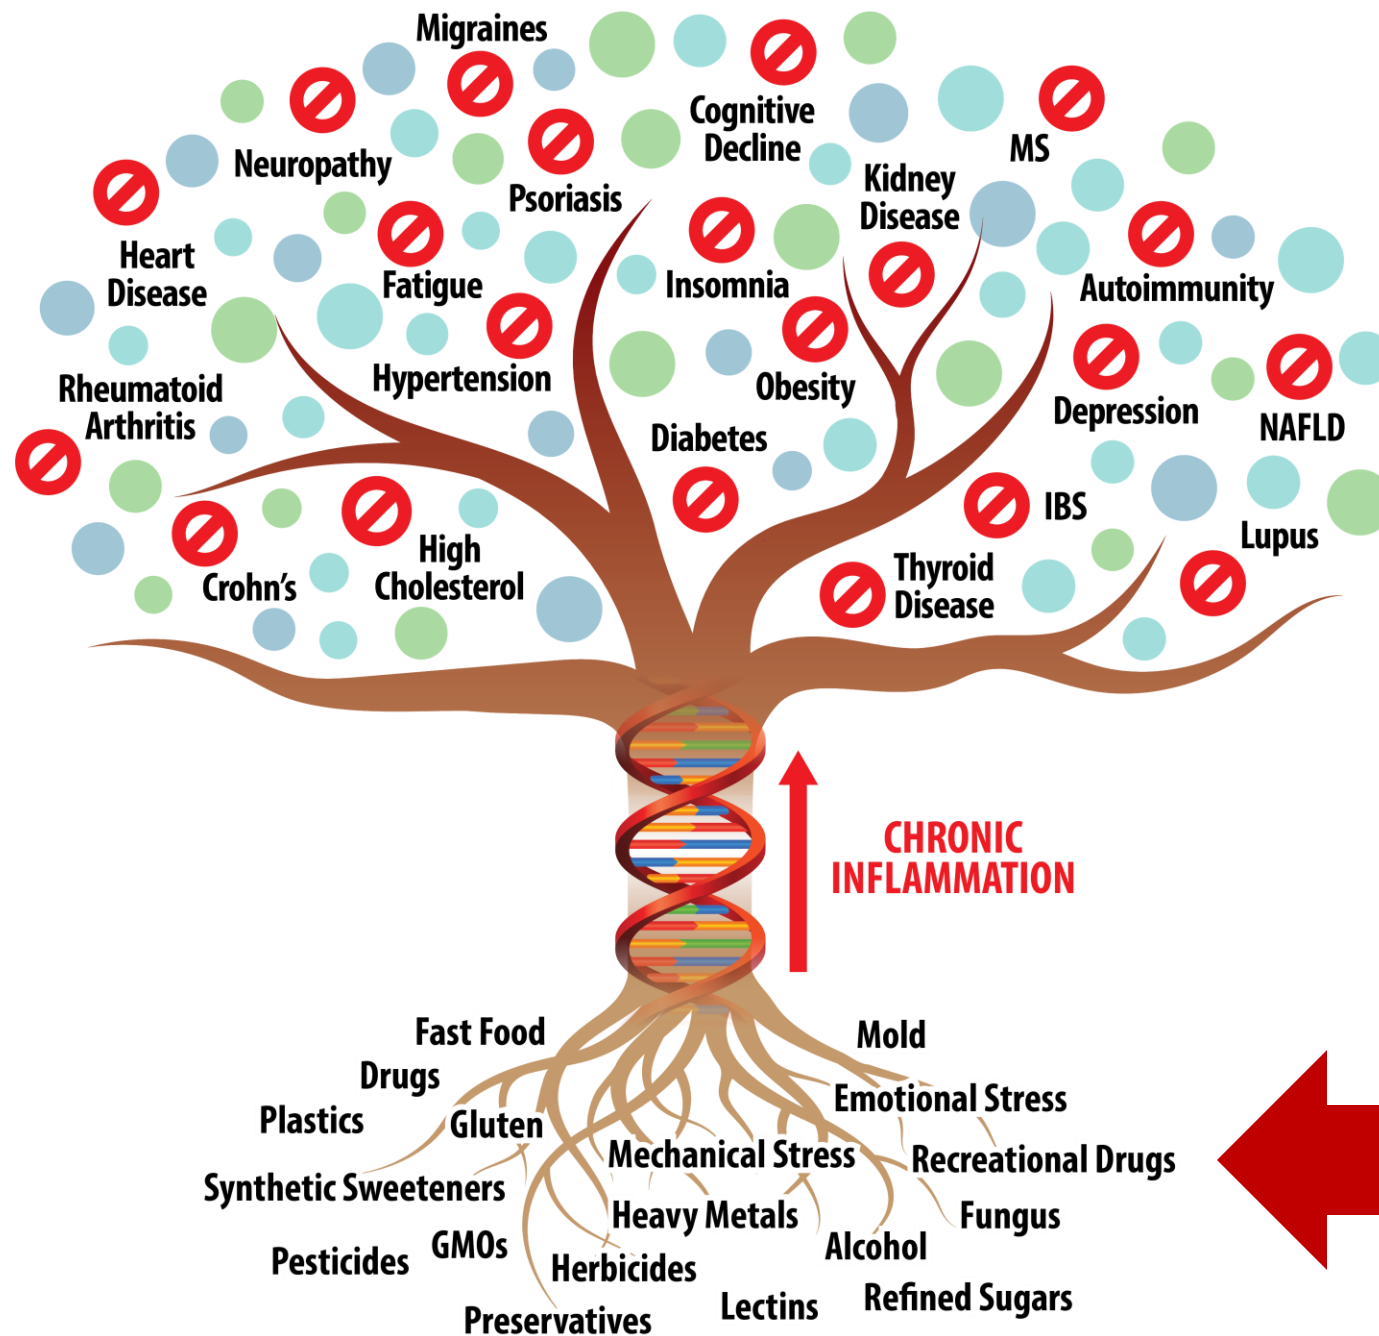 Migraines
Cognitive
Decline
MS
Neuropathy
Psoriasis
Kidney
Disease
Heart
Disease
Fatigue
Insomnia
Autoimmunity
Rheumatoid
Arthritis
Hypertension
Obesity
Depression
NAFLD
Diabetes
IBS
Lupus
Crohn's
High
Cholesterol
Thyroid
Disease
CHRONIC
INFLAMMATION
Fast Food
Mold
Drugs
Emotional Stress
Plastics
Gluten
Mechanical Stress
Recreational Drugs
Synthetic Sweeteners
Heavy Metals
Fungus
GMOs
Alcohol
Pesticides
Herbicides
Refined Sugars
Preservatives
Lectins